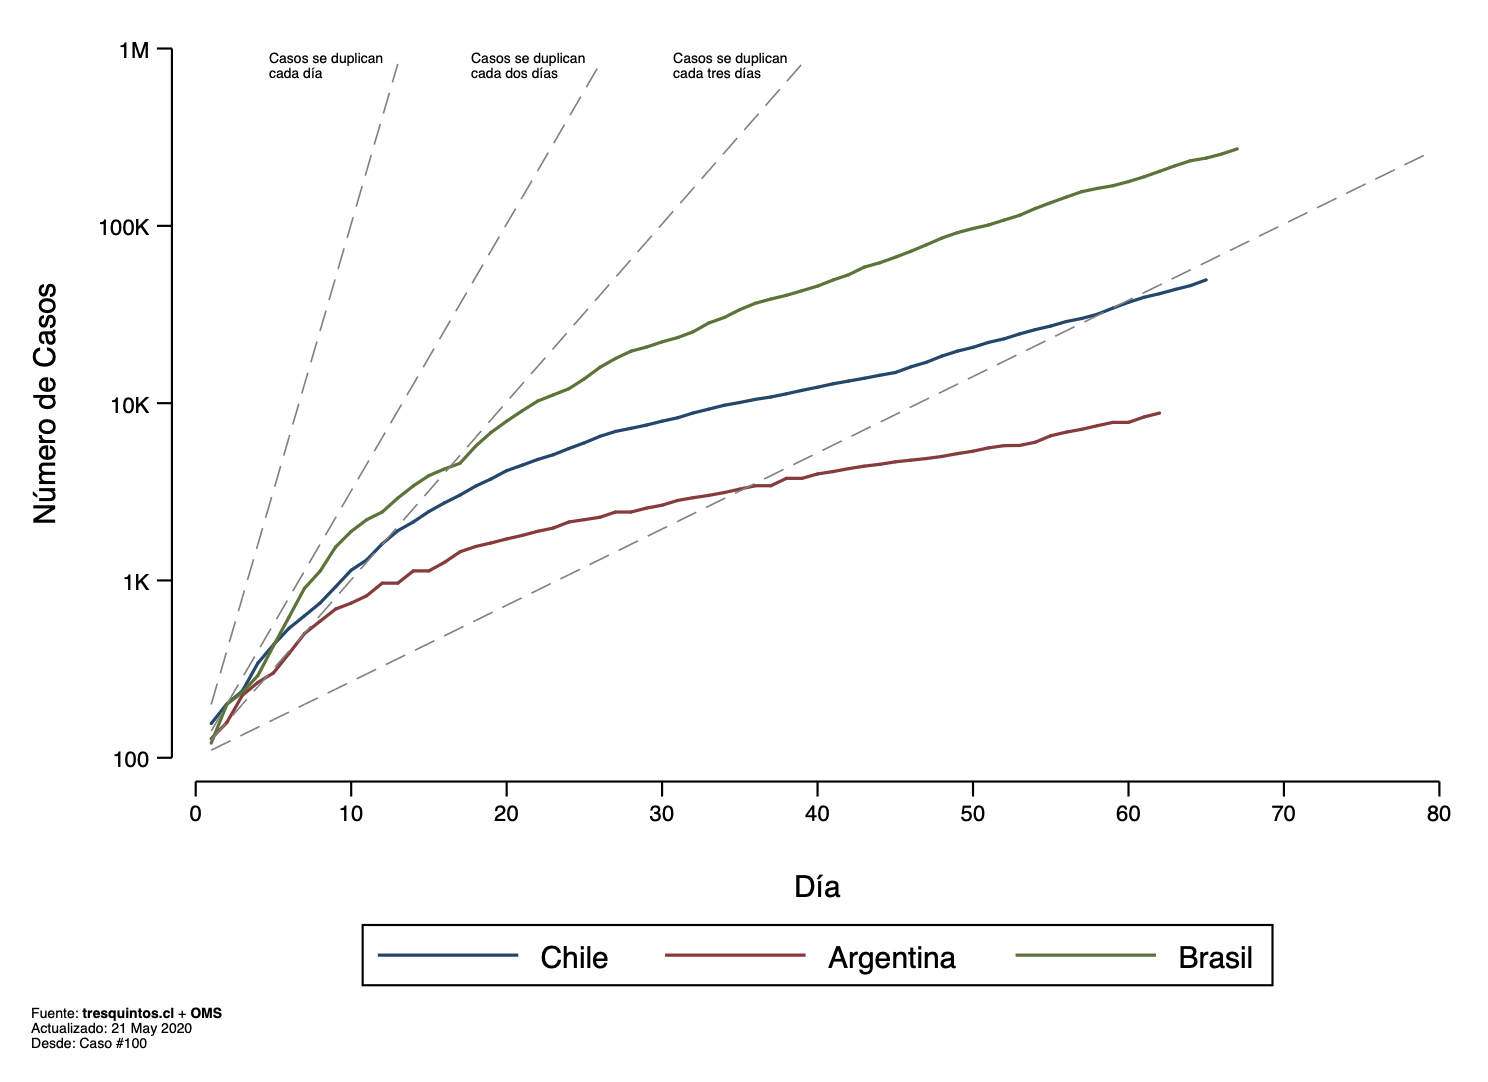 1M
100K
10K
1K
100
Número de Casos
Casos se duplican
cada día
Casos se duplican
cada dos días
Casos se duplican
cada tres días
0 10 20 30 40 50 60 70 80
Día
Chile Argentina Brasil
Fuente: tresquintos.cl + OMS
Actualizado: 21 May 2020
Desde: Caso #100